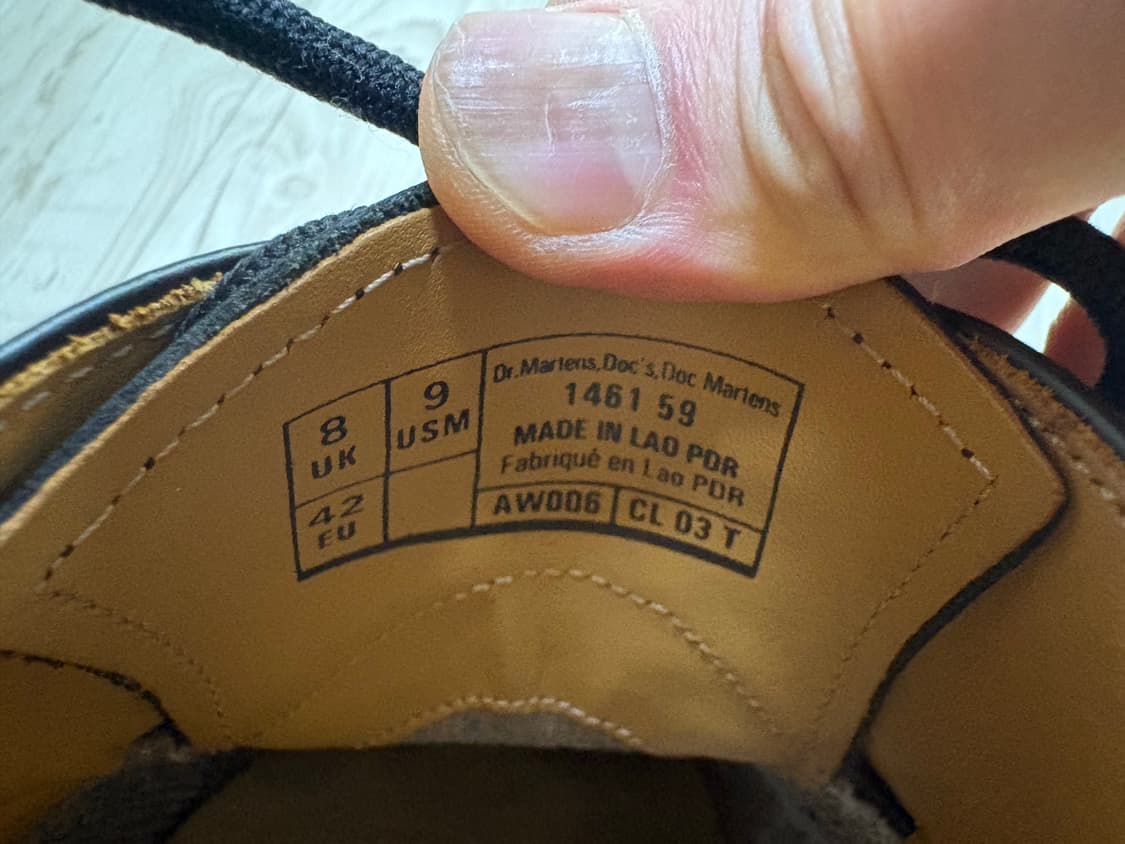 8
UK
9
USM
42
EU
Dr.Martens,Doc's,Doc Martens
1461 59
MADE IN LAO PDR
Fabriqué en Lao PDR
AW006
CL 03 T